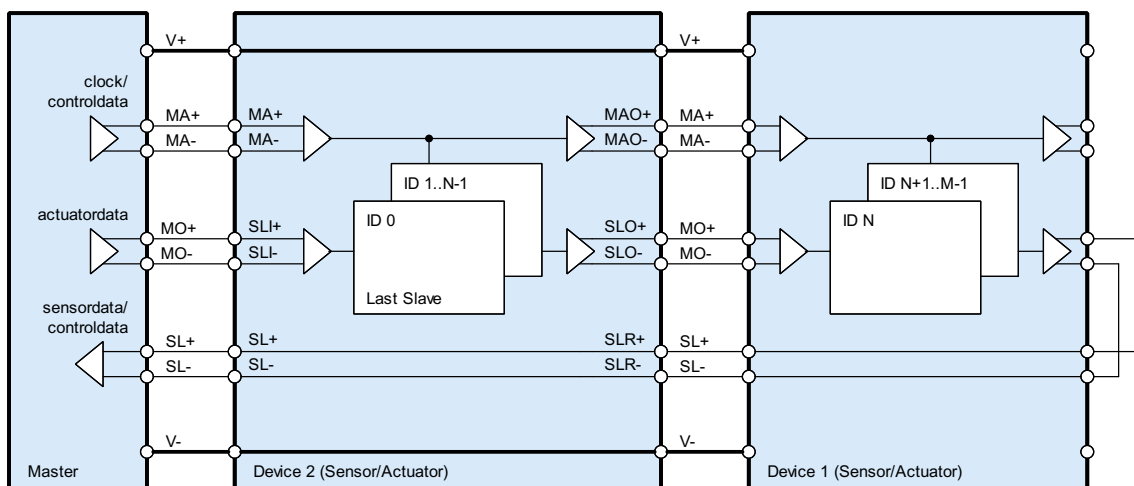 V+
V+
clock/
controldata
MA+
MA+
MAO+
MA+
MA-
MA-
MAO-
MA-
ID 1..N-1
ID N+1..M-1
ID 0
ID N
actuatordata
MO+
SLI+
SLO+
MO+
MO-
SLI-
SLO-
MO-
Last Slave
sensordata/
controldata
SL+
SL+
SLR+
SL+
SL-
SL-
SLR-
SL-
V-
V-
Master
Device 2 (Sensor/Actuator)
Device 1 (Sensor/Actuator)